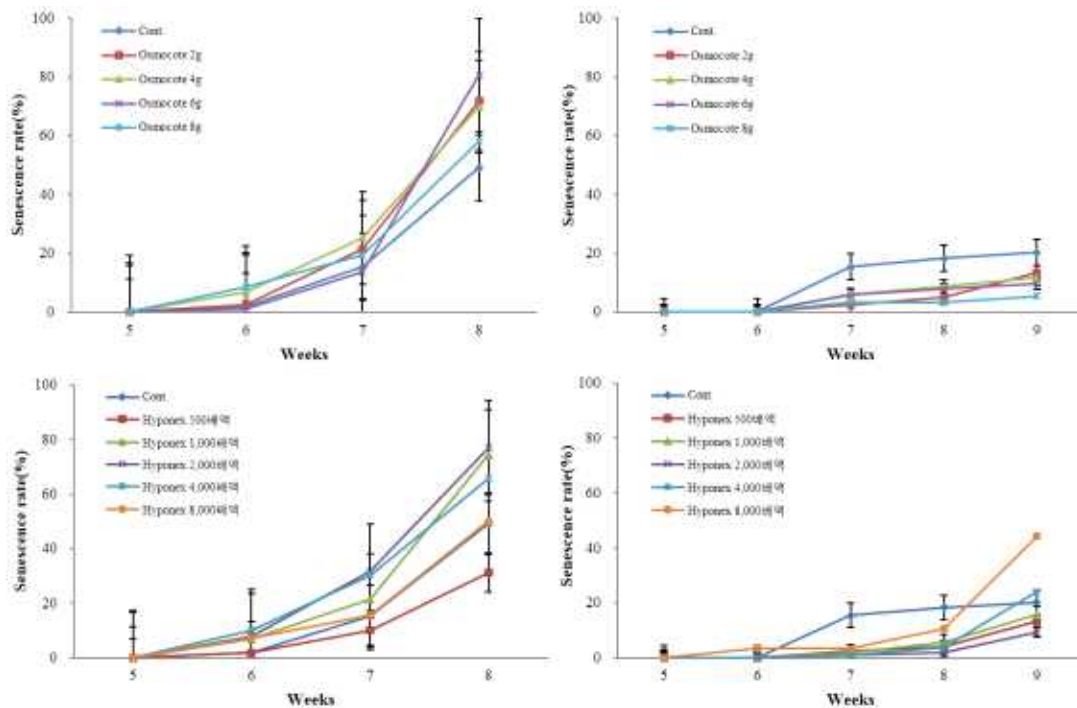 100
80
60
40
20
0
Senescence rate(%)
Cont
Osmocote 2g
Osmocote 4g
Osmocote 6g
Osmocote 8g
5 6 7 8
Weeks
100
80
60
40
20
0
Senescence rate(%)
Cont
Osmocote 2g
Osmocote 4g
Osmocote 6g
Osmocote 8g
5 6 7 8 9
Weeks
100
80
60
40
20
0
Senescence rate(%)
Cont
Hyponex 500배액
Hyponex 1,000배액
Hyponex 2,000배액
Hyponex 4,000배액
Hyponex 8,000배액
5 6 7 8
Weeks
100
80
60
40
20
0
Senescence rate(%)
Cont
Hyponex 500배액
Hyponex 1,000배액
Hyponex 2,000배액
Hyponex 4,000배액
Hyponex 8,000배액
5 6 7 8 9
Weeks